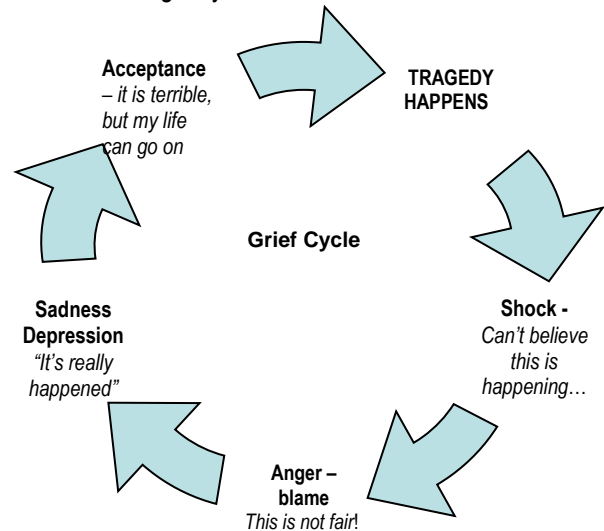 TRAGEDY
HAPPENS
Shock -
Can't believe
this is
happening…
Anger –
blame
This is not fair!
Sadness
Depression
“It's really
happened”
Acceptance
– it is terrible,
but my life
can go on
Grief Cycle